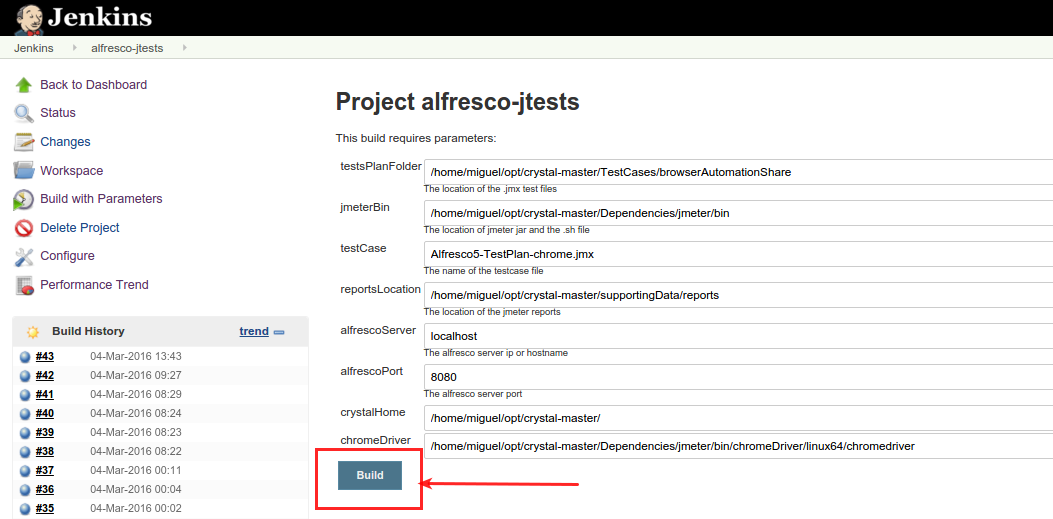 Jenkins
Jenkins alfresco-jtests
Back to Dashboard
Status
Changes
Workspace
Build with Parameters
Delete Project
Configure
Performance Trend
Build History trend
#43 04-Mar-2016 13:43
#42 04-Mar-2016 09:27
#41 04-Mar-2016 08:29
#40 04-Mar-2016 08:24
#39 04-Mar-2016 08:23
#38 04-Mar-2016 08:22
#37 04-Mar-2016 00:11
#36 04-Mar-2016 00:04
#35 04-Mar-2016 00:02
Project alfresco-jtests
This build requires parameters:
testsPlanFolder /home/miguel/opt/crystal-master/TestCases/browserAutomationShare
The location of the .jmx test files
jmeterBin /home/miguel/opt/crystal-master/Dependencies/jmeter/bin
The location of jmeter jar and the .sh file
testCase Alfresco5-TestPlan-chrome.jmx
The name of the testcase file
reportsLocation /home/miguel/opt/crystal-master/supportingData/reports
The location of the jmeter reports
alfrescoServer localhost
The alfresco server ip or hostname
alfrescoPort 8080
The alfresco server port
crystalHome /home/miguel/opt/crystal-master/
chromeDriver /home/miguel/opt/crystal-master/Dependencies/jmeter/bin/chromeDriver/linux64/chromedriver
Build